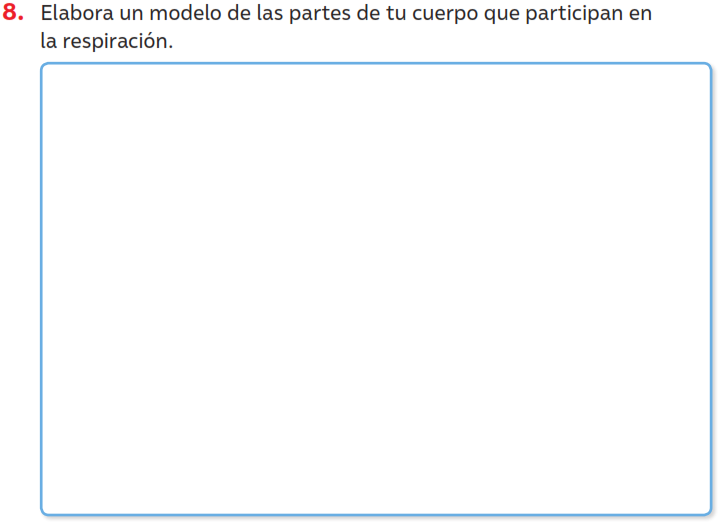 8. Elabora un modelo de las partes de tu cuerpo que participan en
la respiración.